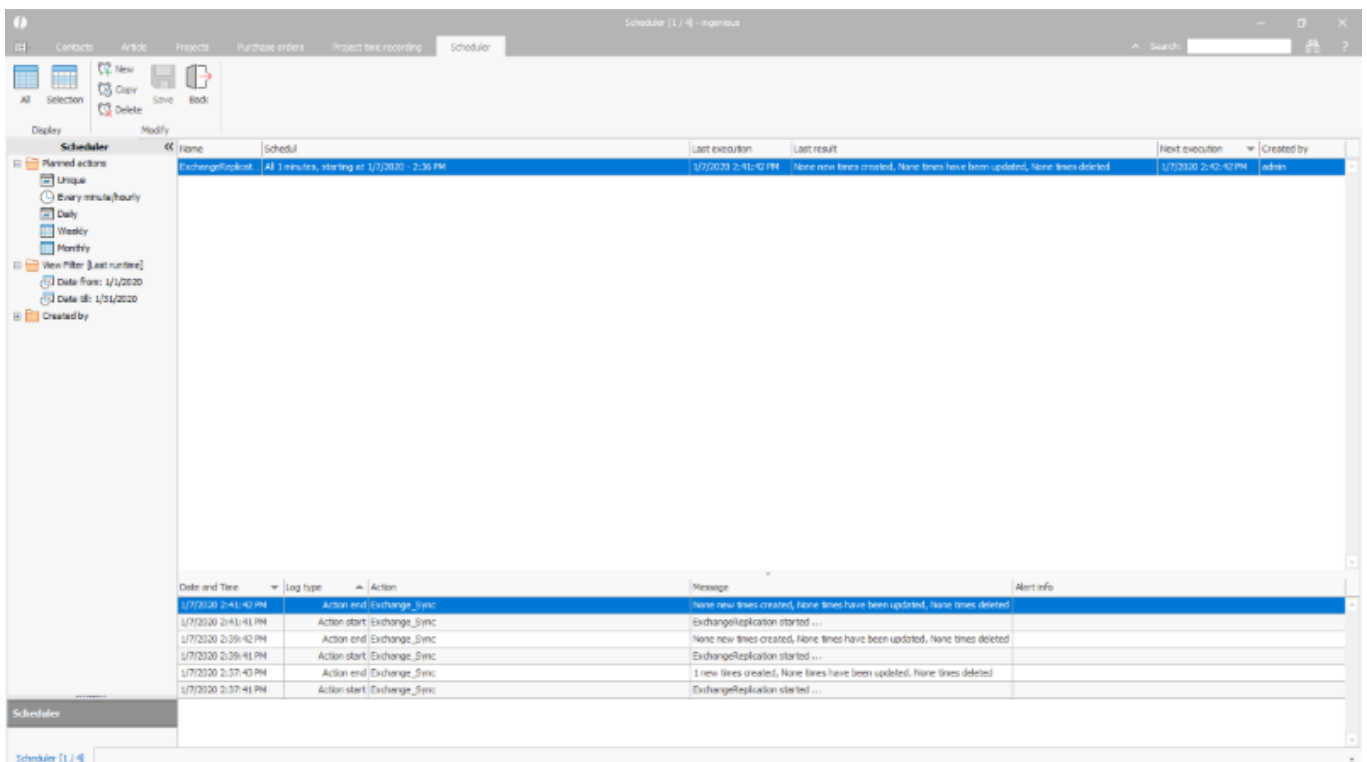 Scheduler [1 / 4] - ingenious
Contacts Article Projects Purchase orders Project time recording Scheduler Search: ?
All Selection New Copy Delete Save Back
Display Modify
Scheduler
Planned actions
Unique
Every minute/hourly
Daily
Weekly
Monthly
View Filter [Last runtime]
Date from: 1/1/2020
Date till: 1/31/2020
Created by
Name Schedul Last execution Last result Next execution Created by
ExchangeReplicat All 1 minutes, starting at 1/7/2020 - 2:36 PM 1/7/2020 2:41:42 PM None new times created, None times have been updated, None times deleted 1/7/2020 2:42:42 PM admin
Date and Time Log type Action Message Alert info
1/7/2020 2:41:42 PM Action end Exchange_Sync None new times created, None times have been updated, None times deleted
1/7/2020 2:41:41 PM Action start Exchange_Sync ExchangeReplication started ...
1/7/2020 2:39:42 PM Action end Exchange_Sync None new times created, None times have been updated, None times deleted
1/7/2020 2:39:41 PM Action start Exchange_Sync ExchangeReplication started ...
1/7/2020 2:37:43 PM Action end Exchange_Sync 1 new times created, None times have been updated, None times deleted
1/7/2020 2:37:41 PM Action start Exchange_Sync ExchangeReplication started ...
Scheduler
Scheduler [1 / 4]